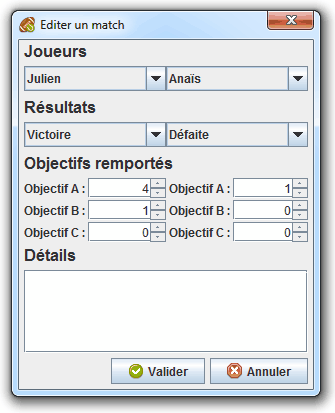 Editer un match
Joueurs
Julien Anaïs
Résultats
Victoire Défaite
Objectifs remportés
Objectif A : 4 Objectif A : 1
Objectif B : 1 Objectif B : 0
Objectif C : 0 Objectif C : 0
Détails
Valider Annuler